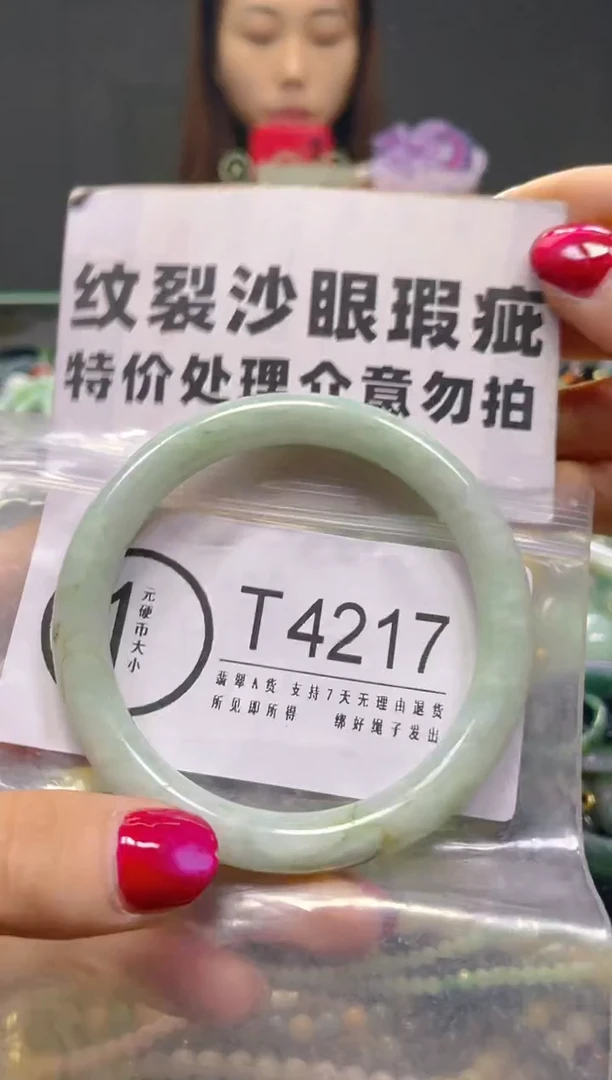 纹裂沙眼瑕疵
特价处理介意勿拍
1
元硬币大小
T4217
翡翠A货 支持7天无理由退货
所见即所得 绑好绳子发出